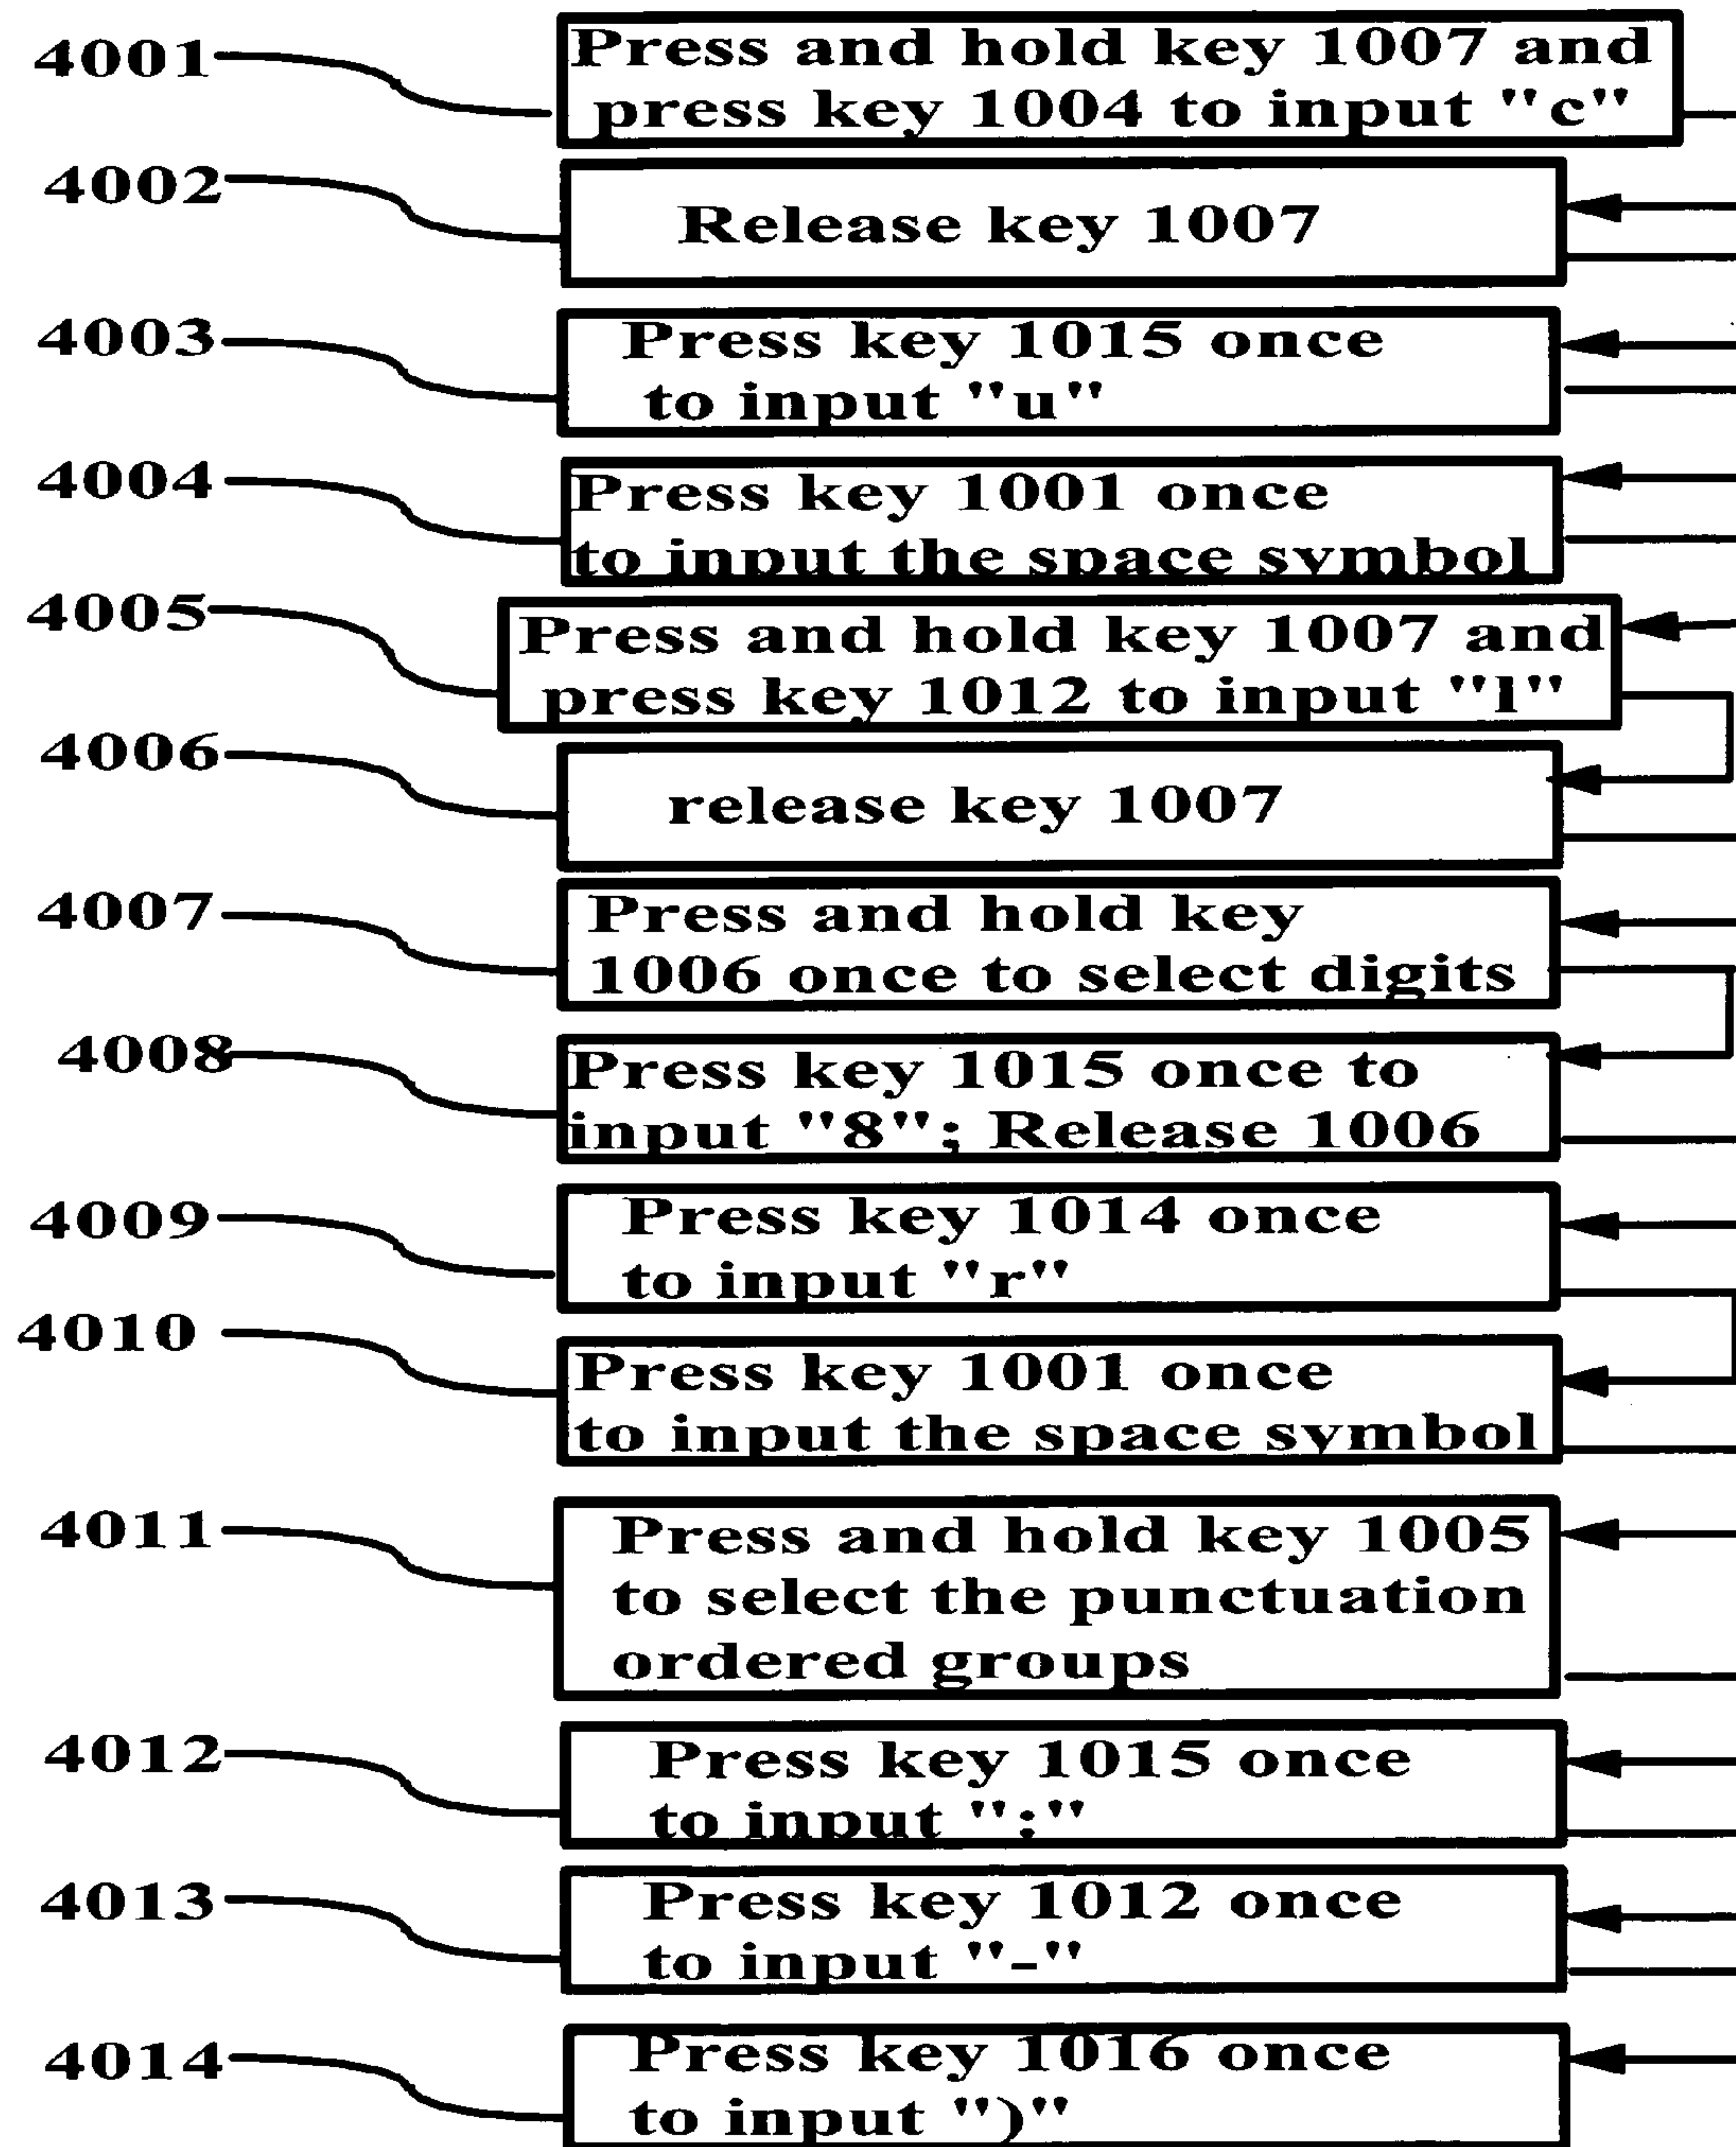 4001
Press and hold key 1007 and
press key 1004 to input "c"
4002
Release key 1007
4003
Press key 1015 once
to input "u"
4004
Press key 1001 once
to input the space symbol
4005
Press and hold key 1007 and
press key 1012 to input "l"
4006
release key 1007
4007
Press and hold key
1006 once to select digits
4008
Press key 1015 once to
input "8"; Release 1006
4009
Press key 1014 once
to input "r"
4010
Press key 1001 once
to input the space symbol
4011
Press and hold key 1005
to select the punctuation
ordered groups
4012
Press key 1015 once
to input ":"
4013
Press key 1012 once
to input "-"
4014
Press key 1016 once
to input ")"